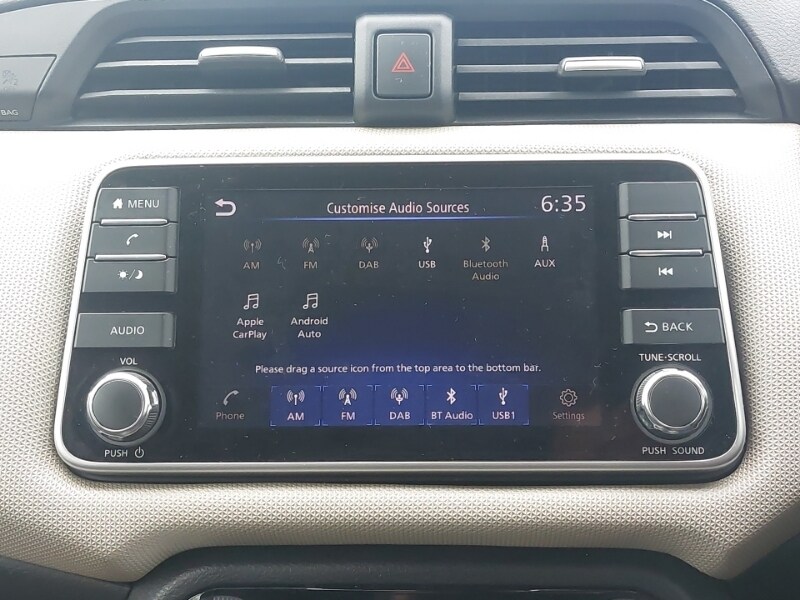 BAG
MENU
AUDIO
VOL
PUSH
Customise Audio Sources
6:35
AM
FM
DAB
USB
Bluetooth
Audio
AUX
Apple
CarPlay
Android
Auto
Please drag a source icon from the top area to the bottom bar.
Phone
AM
FM
DAB
BT Audio
USB1
Settings
BACK
TUNE·SCROLL
PUSH SOUND